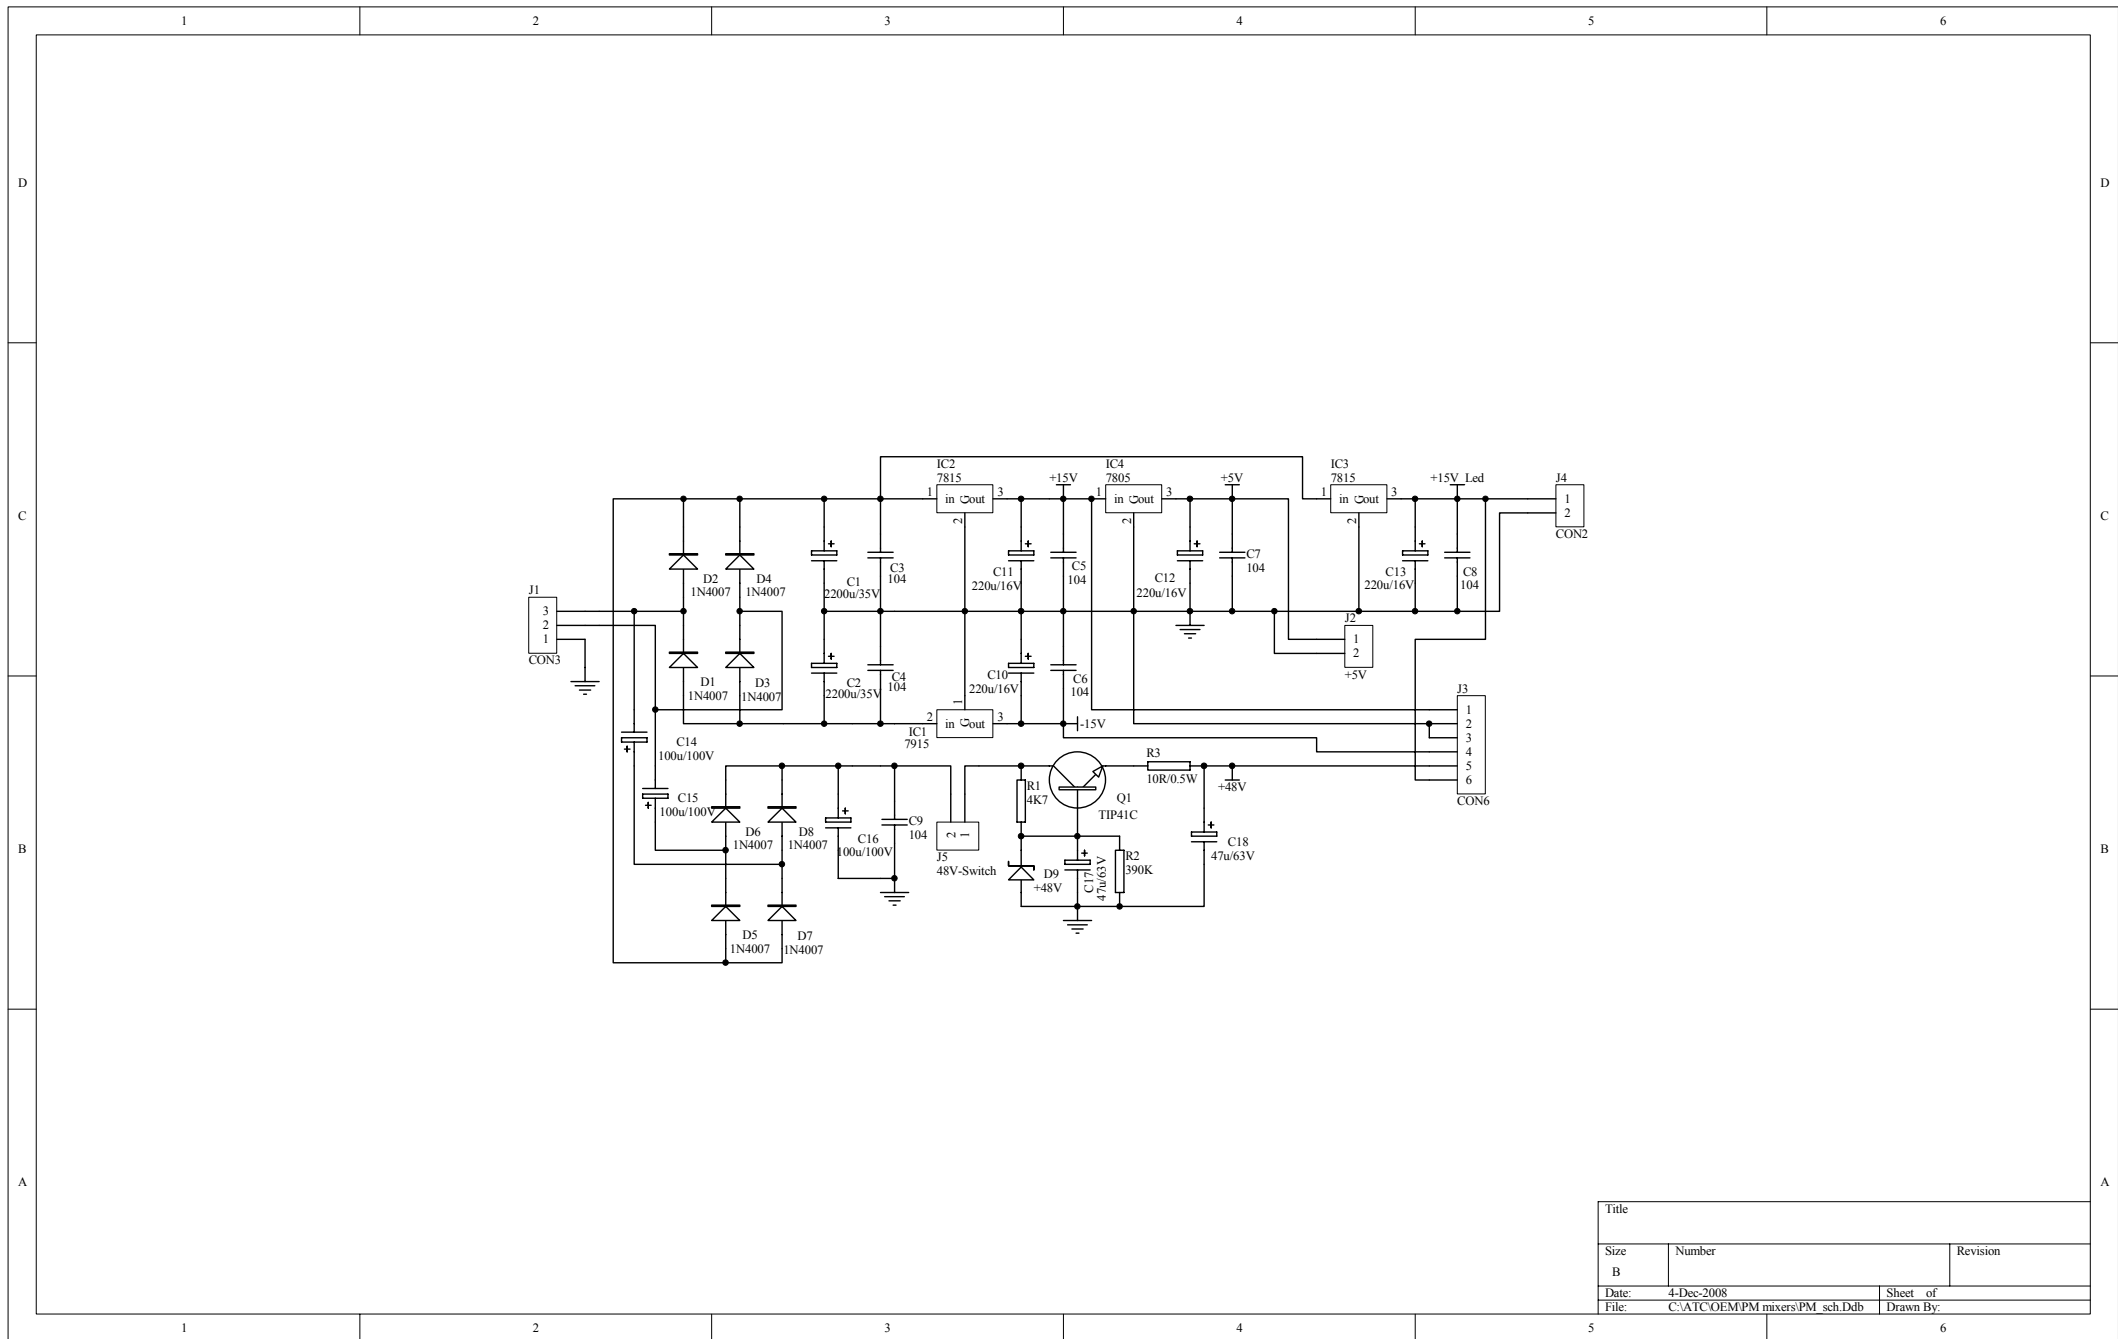 1 2 3 4 5 6
D D
C C
B B
A A
IC2
7815
1 in G out 3
2
+15V
IC4
7805
1 in G out 3
2
+5V
IC3
7815
1 in G out 3
2
+15V_Led
J4
1
2
CON2
D2
1N4007
D4
1N4007
C1
2200u/35V
C3
104
C11
220u/16V
C5
104
C12
220u/16V
C7
104
C13
220u/16V
C8
104
J1
3
2
1
CON3
J2
1
2
+5V
D1
1N4007
D3
1N4007
C2
2200u/35V
C4
104
C10
220u/16V
C6
104
1
2 in G out 3
IC1
7915
-15V
J3
1
2
3
4
5
6
CON6
C14
100u/100V
C15
100u/100V
D6
1N4007
D8
1N4007
C16
100u/100V
C9
104
2 1
J5
48V-Switch
R1
4K7
Q1
TIP41C
R3
10R/0.5W
+48V
D9
+48V
C17
47u/63V
R2
390K
C18
47u/63V
D5
1N4007
D7
1N4007
Title
Size Number Revision
B
Date: 4-Dec-2008 Sheet of
File: C:\ATC\OEM\PM mixers\PM_sch.Ddb Drawn By:
1 2 3 4 5 6